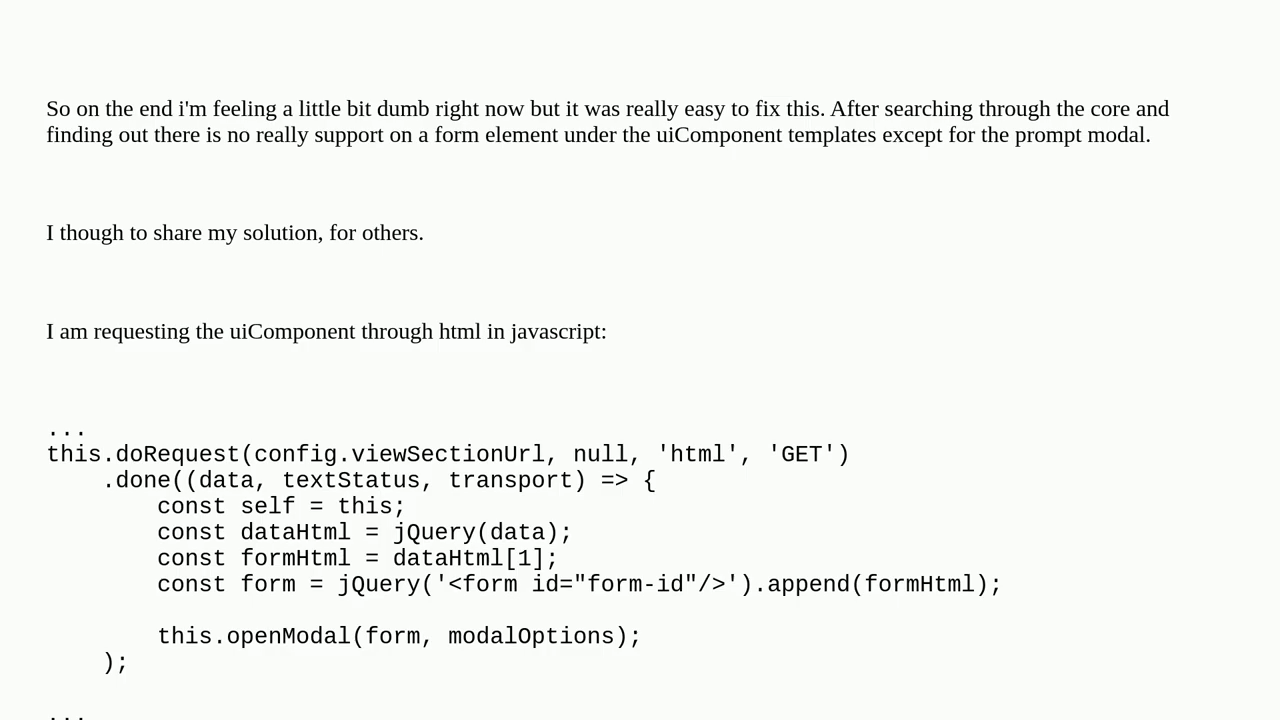 So on the end i'm feeling a little bit dumb right now but it was really easy to fix this. After searching through the core and
finding out there is no really support on a form element under the uiComponent templates except for the prompt modal.
I though to share my solution, for others.
I am requesting the uiComponent through html in javascript:
...
this.doRequest(config.viewSectionUrl, null, 'html', 'GET')
    .done((data, textStatus, transport) => {
        const self = this;
        const dataHtml = jQuery(data);
        const formHtml = dataHtml[1];
        const form = jQuery('<form id="form-id"/>').append(formHtml);
        this.openModal(form, modalOptions);
    );
...